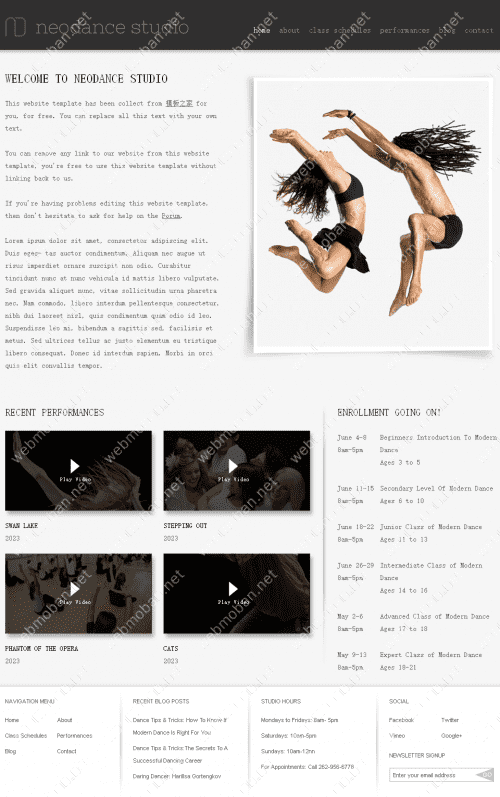 neodance studio
home about class schedules performances blog contact
WELCOME TO NEODANCE STUDIO
This website template has been collect from 模板之家 for
you, for free. You can replace all this text with your own
text.
You can remove any link to our website from this website
template, you're free to use this website template without
linking back to us.
If you're having problems editing this website template,
then don't hesitate to ask for help on the Forum.
Lorem ipsum dolor sit amet, consectetur adipiscing elit.
Duis eget tas auctor condimentum. Aliquam nec augue ut
risus imperdiet ornare suscipit non odio. Curabitur
tincidunt nunc at nunc vehicula id mattis libero vulputate.
Sed gravida aliquet nunc, vitae sollicitudin urna pharetra
nec. Nam commodo, libero interdum pellentesque consectetur,
nibh dui laoreet nisl, quis condimentum quam odio id leo.
Suspendisse leo mi, bibendum a sagittis sed, facilisis et
metus. Sed ultrices tellus ac justo elementum eu tristique
libero consequat. Donec id interdum sapien. Morbi in orci
quis elit convallis tempor.
RECENT PERFORMANCES
Play Video
Play Video
SWAN LAKE
2023
STEPPING OUT
2023
Play Video
Play Video
PHANTOM OF THE OPERA
2023
CATS
2023
ENROLLMENT GOING ON!
June 4-8 Beginners Introduction To Modern
8am-5pm Dance
Ages 3 to 5
June 11-15 Secondary Level Of Modern Dance
8am-5pm Ages 6 to 10
June 18-22 Junior Class of Modern Dance
8am-5pm Ages 11 to 13
June 26-29 Intermediate Class of Modern
8am-5pm Dance
Ages 14 to 16
May 2-6 Advanced Class of Modern Dance
8am-5pm Ages 17 to 18
May 9-13 Expert Class of Modern Dance
8am-5pm Ages 18-21
NAVIGATION MENU
Home About
Class Schedules Performances
Blog Contact
RECENT BLOG POSTS
Dance Tips & Tricks: How To Know If
Modern Dance Is Right For You
Dance Tips & Tricks: The Secrets To A
Successful Dancing Career
Daring Dancer: Harilisa Gortengkov
STUDIO HOURS
Mondays to Fridays: 8am- 5pm
Saturdays: 10am-5pm
Sundays: 10am-12nn
For Appointments: Call 262-956-6770
SOCIAL
Facebook Twitter
Vimeo Google+
NEWSLETTER SIGNUP
Enter your email address GO
webmoban.net